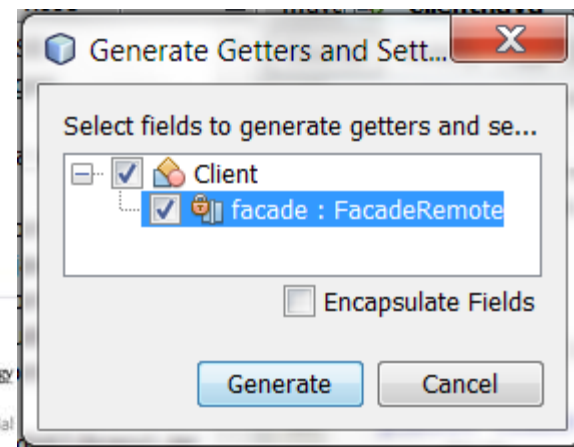 Generate Getters and Sett...
Select fields to generate getters and se...
Client
facade : FacadeRemote
Encapsulate Fields
Generate
Cancel